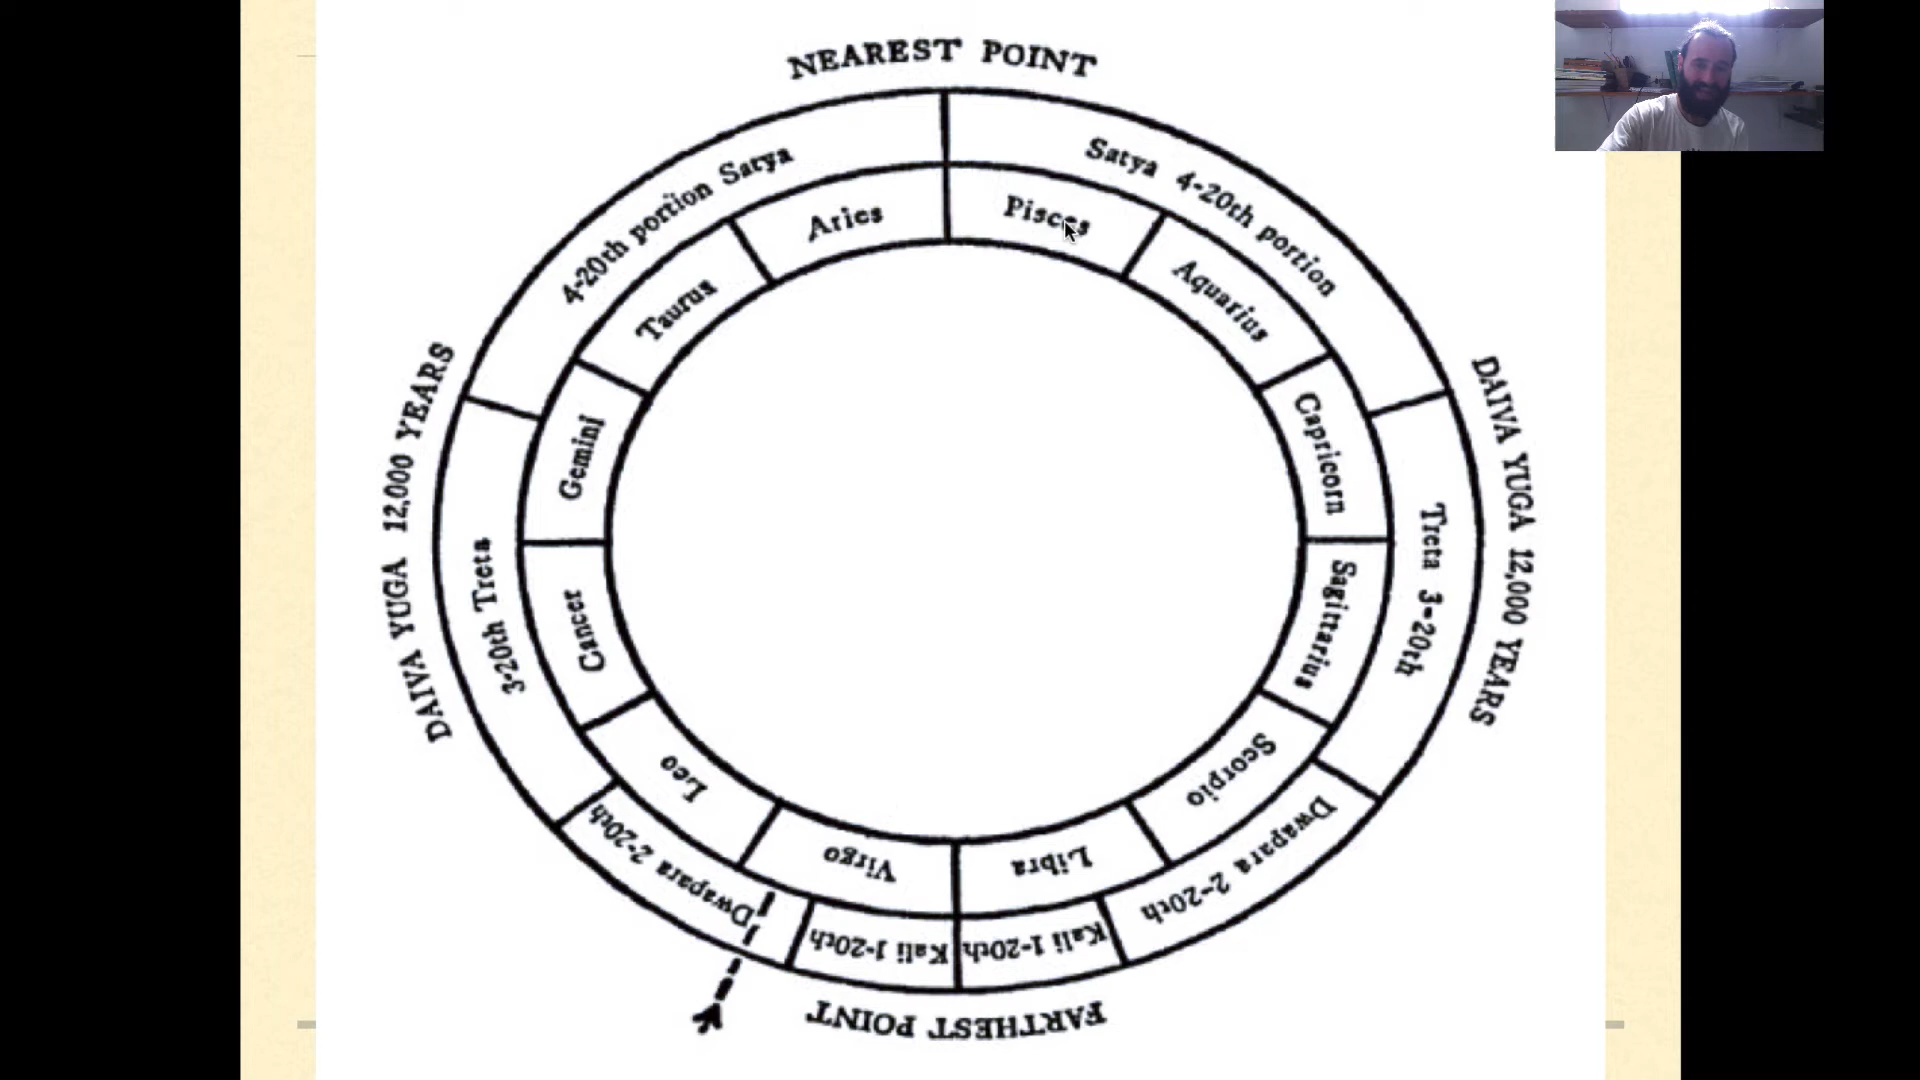 NEAREST POINT
4-20th portion Satya
Satya 4-20th portion
Aries
Pisces
Taurus
Aquarius
DAIVA YUGA 12,000 YEARS
DAIVA YUGA 12,000 YEARS
Gemini
Capricorn
3-20th Treta
Treta 3-20th
Cancer
Sagittarius
Leo
Scorpio
Virgo
Libra
Dwapara 2-20th
Dwapara 2-20th
Kali 1-20th
Kali 1-20th
FARTHEST POINT